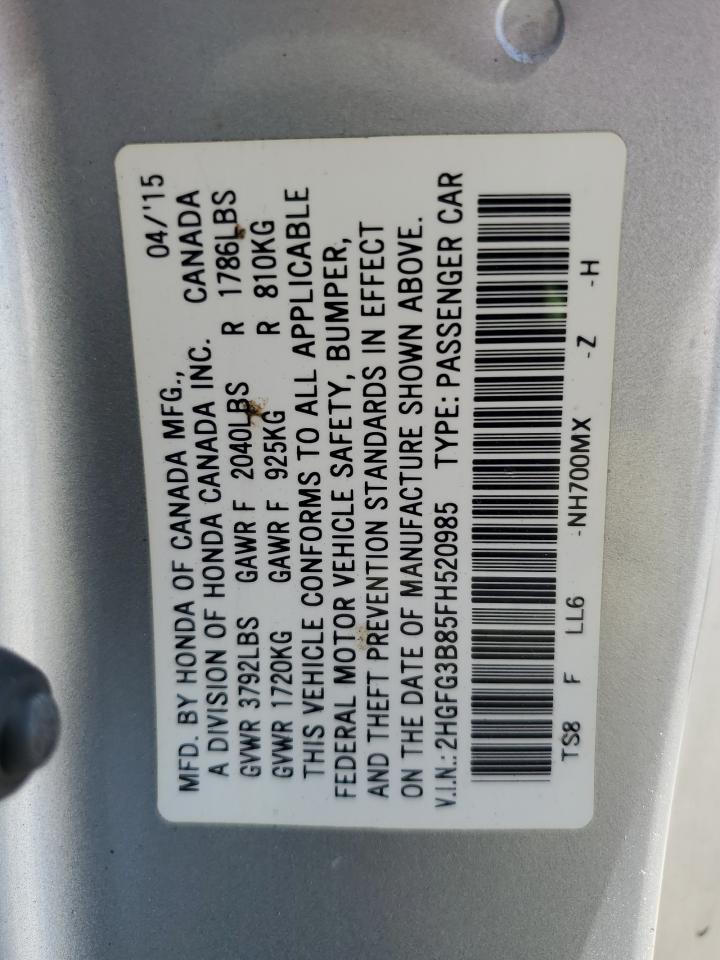 MFD. BY HONDA OF CANADA MFG., 04/'15
A DIVISION OF HONDA CANADA INC. CANADA
GVWR 3792LBS GAWR F 2040LBS R 1786LBS
GVWR 1720KG GAWR F 925KG R 810KG
THIS VEHICLE CONFORMS TO ALL APPLICABLE
FEDERAL MOTOR VEHICLE SAFETY, BUMPER,
AND THEFT PREVENTION STANDARDS IN EFFECT
ON THE DATE OF MANUFACTURE SHOWN ABOVE.
V.I.N.: 2HGFG3B85FH520985 TYPE: PASSENGER CAR
TS8 F LL6 -NH700MX -Z -H